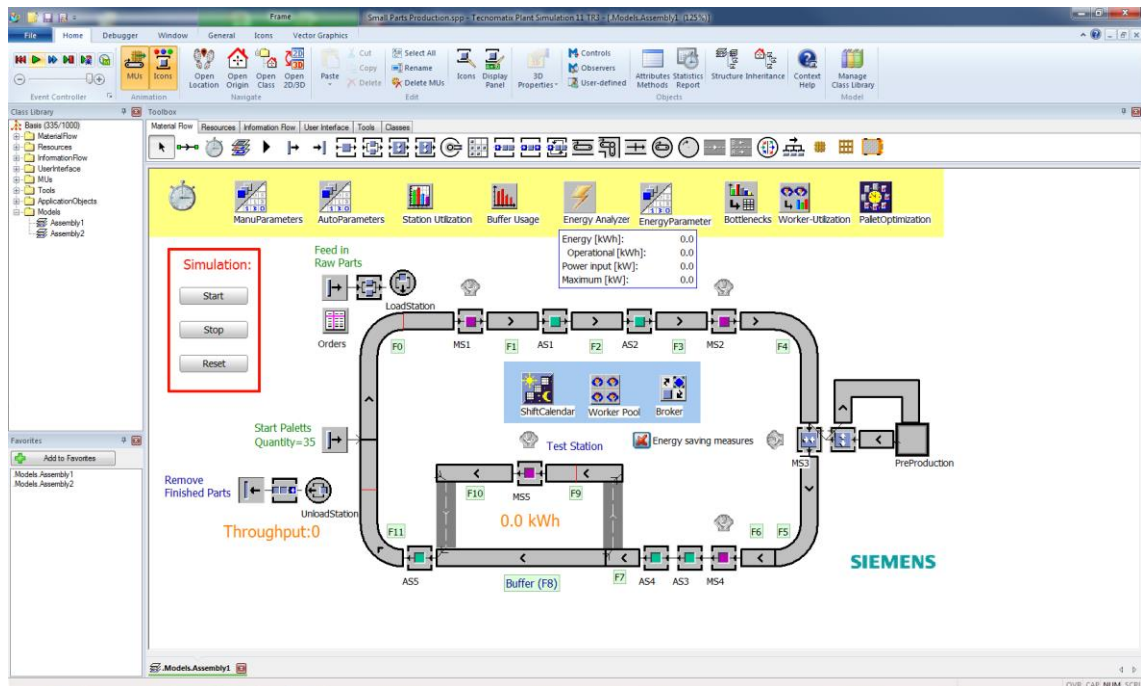 Frame
Small Parts Production.spp - Tecnomatix Plant Simulation 11 TR3 - [.Models.Assembly1 (125%)]
File Home Debugger Window General Icons Vector Graphics
MUs Icons Open Location Open Origin Open Class Open 2D/3D Paste Cut Copy Delete Select All Rename Delete MUs Icons Display Panel 3D Properties Controls Observers User-defined Attributes Methods Statistics Report Structure Inheritance Context Help Manage Class Library
Event Controller Animation Navigate Edit Objects Model
Class Library
Basis (335/1000)
MaterialFlow
Resources
InformationFlow
UserInterface
MUs
Tools
ApplicationObjects
Models
Assembly1
Assembly2
Favorites
Add to Favorites
.Models.Assembly1
.Models.Assembly2
Toolbox
Material Flow Resources Information Flow User Interface Tools Classes
ManuParameters AutoParameters Station Utilization Buffer Usage Energy Analyzer EnergyParameter Bottlenecks Worker-Utilization PaletOptimization
Energy [kWh]: 0.0
Operational [kWh]: 0.0
Power input [kW]: 0.0
Maximum [kW]: 0.0
Simulation:
Start
Stop
Reset
Feed in
Raw Parts
LoadStation
Orders
F0 MS1 F1 AS1 F2 AS2 F3 MS2 F4
ShiftCalendar Worker Pool Broker
Start Paletts
Quantity=35
Test Station
Energy saving measures
MS3 PreProduction
Remove
Finished Parts
UnloadStation
F10 MS5 F9
0.0 kWh
Throughput:0
F11 F6 F5
SIEMENS
AS5 Buffer (F8) F7 AS4 AS3 MS4
.Models.Assembly1
OVR CAP NUM SCRL